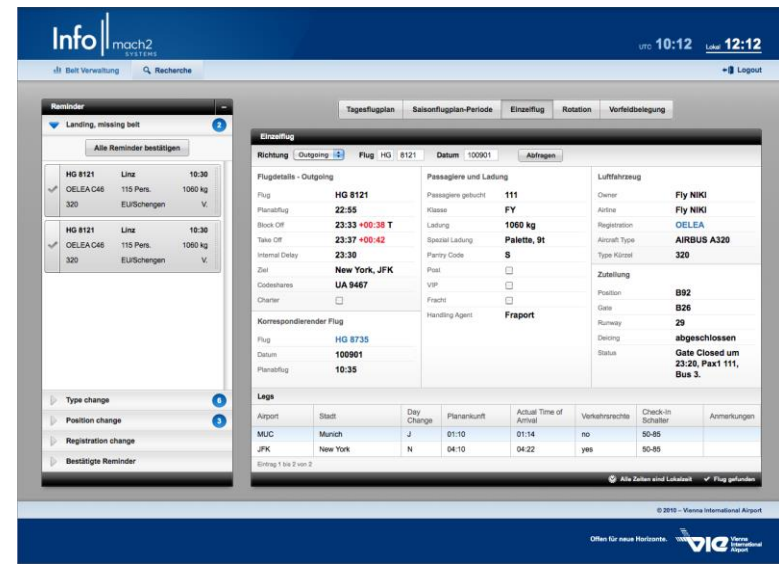 Info mach2
SYSTEMS
UTC 10:12 Lokal 12:12
Belt Verwaltung Recherche Logout
Reminder
Landing, missing belt 2
Alle Reminder bestätigen
HG 8121 Linz 10:30
OELEA C46 115 Pers. 1060 kg
320 EU/Schengen V.
HG 8121 Linz 10:30
OELEA C46 115 Pers. 1060 kg
320 EU/Schengen V.
Type change 6
Position change 3
Registration change
Bestätigte Reminder
Tagesflugplan Saisonflugplan-Periode Einzelflug Rotation Vorfeldbelegung
Einzelflug
Richtung Outgoing Flug HG 8121 Datum 100901 Abfragen
Flugdetails - Outgoing
Flug HG 8121
Planabflug 22:55
Block Off 23:33 +00:38 T
Take Off 23:37 +00:42
Internal Delay 23:30
Ziel New York, JFK
Codeshares UA 9467
Charter
Korrespondierender Flug
Flug HG 8735
Datum 100901
Planabflug 10:35
Passagiere und Ladung
Passagiere gebucht 111
Klasse FY
Ladung 1060 kg
Spezial Ladung Palette, 9t
Pantry Code S
Post
VIP
Fracht
Handling Agent Fraport
Luftfahrzeug
Owner Fly NIKI
Airline Fly NIKI
Registration OELEA
Aircraft Type AIRBUS A320
Type Kürzel 320
Zuteilung
Position B92
Gate B26
Runway 29
Deicing abgeschlossen
Status Gate Closed um
23:20, Pax1 111,
Bus 3.
Legs
Airport Stadt Day Change Planankunft Actual Time of Arrival Verkehrsrechte Check-In Schalter Anmerkungen
MUC Munich J 01:10 01:14 no 50-85
JFK New York N 04:10 04:22 yes 50-85
Eintrag 1 bis 2 von 2
Alle Zeiten sind Lokalzeit Flug gefunden
© 2010 – Vienna International Airport
Offen für neue Horizonte. VIE Vienna
International
Airport